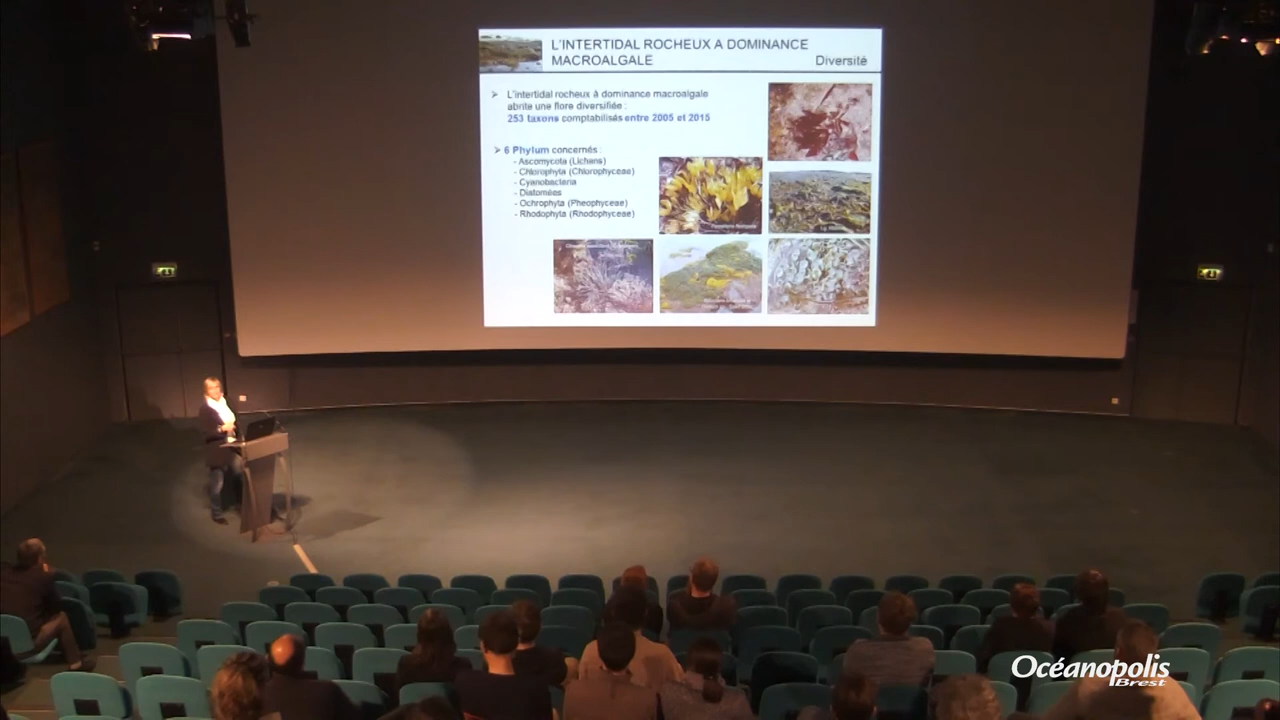 L'INTERTIDAL ROCHEUX A DOMINANCE
MACROALGALE
Diversité
➢ L'intertidal rocheux à dominance macroalgale
abrite une flore diversifiée :
253 taxons comptabilisés entre 2005 et 2015
➢ 6 Phylum concernés :
- Ascomycota (Lichens)
- Chlorophyta (Chlorophyceae)
- Cyanobacteria
- Diatomées
- Ochrophyta (Pheophyceae)
- Rhodophyta (Rhodophyceae)
Océanopolis
Brest